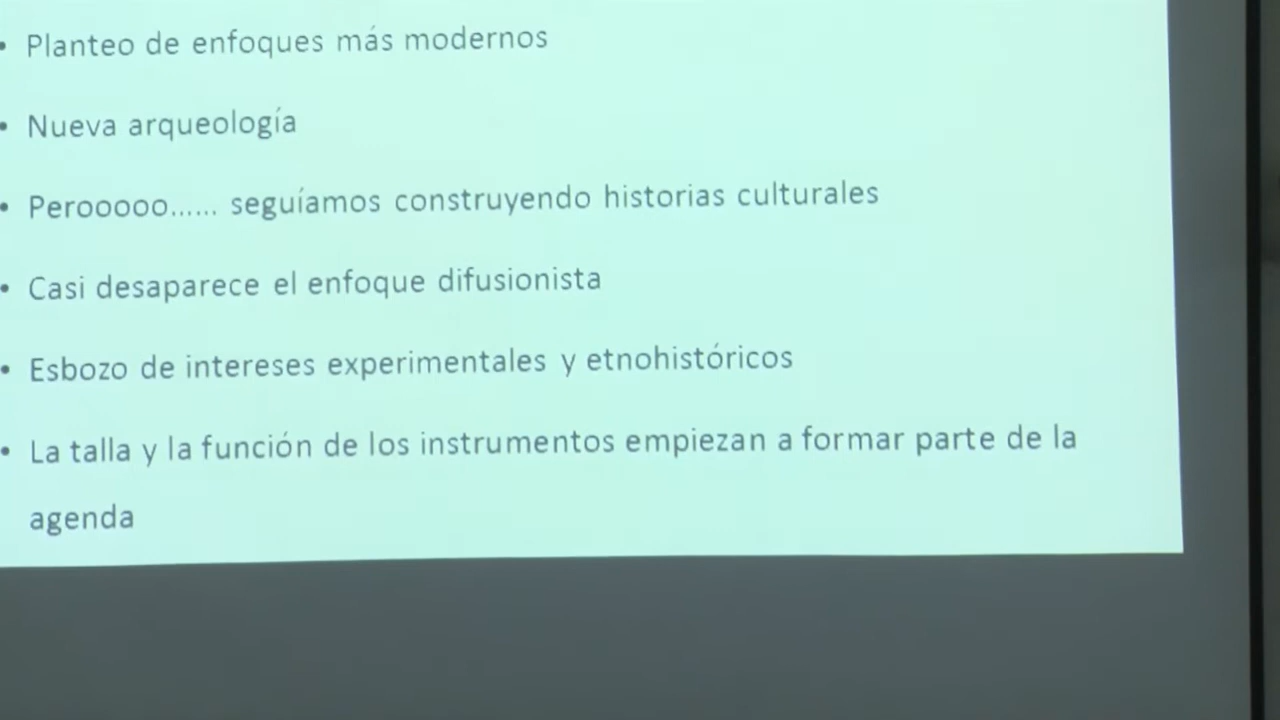 • Planteo de enfoques más modernos
• Nueva arqueología
• Perooooo...... seguíamos construyendo historias culturales
• Casi desaparece el enfoque difusionista
• Esbozo de intereses experimentales y etnohistóricos
• La talla y la función de los instrumentos empiezan a formar parte de la
agenda